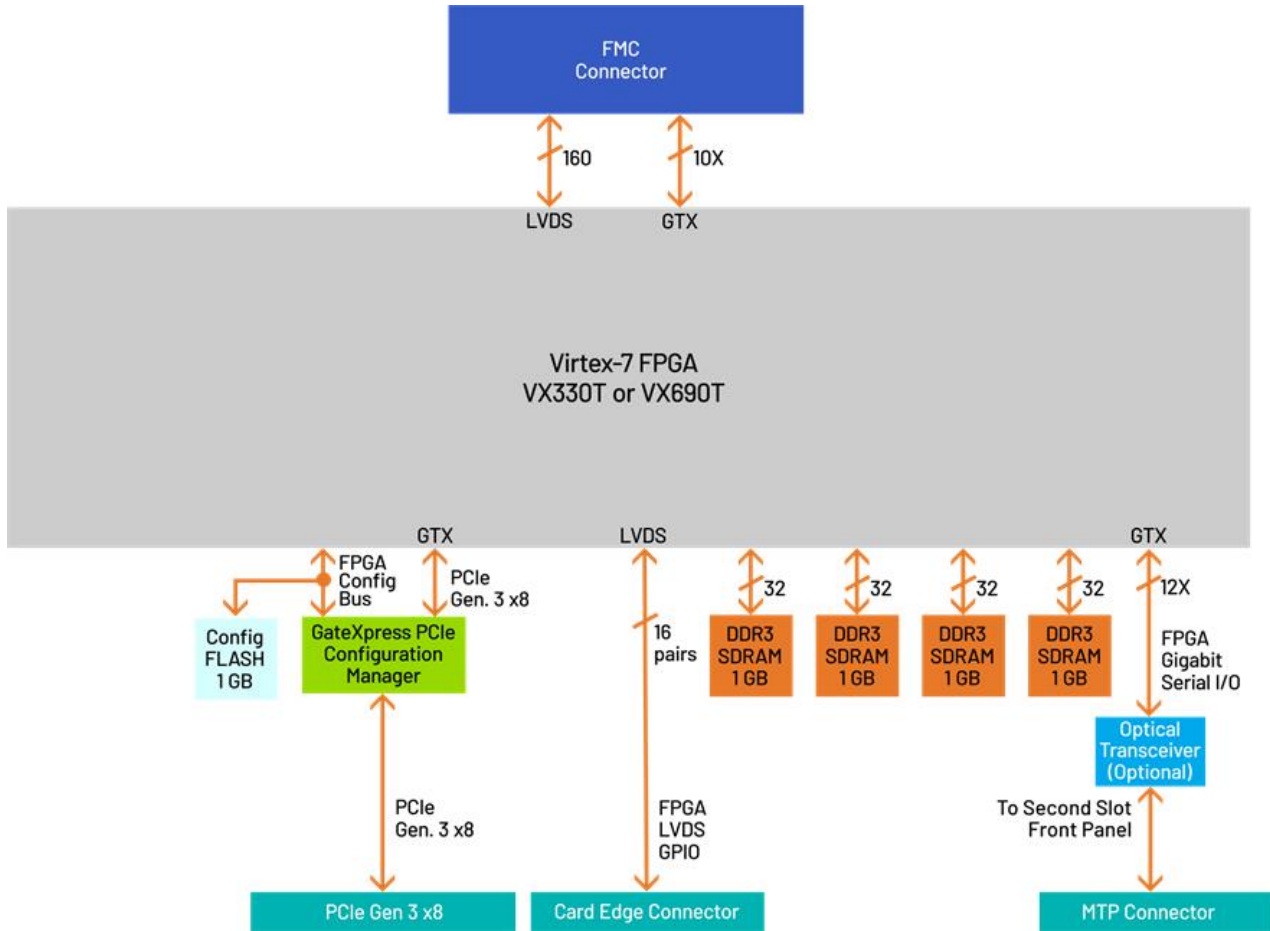 FMC
Connector
160
10X
LVDS
GTX
Virtex-7 FPGA
VX330T or VX690T
GTX
LVDS
GTX
FPGA
Config
Bus
PCIe
Gen. 3 x8
32
32
32
32
12X
Config
FLASH
1 GB
GateXpress PCIe
Configuration
Manager
16
pairs
DDR3
SDRAM
1 GB
DDR3
SDRAM
1 GB
DDR3
SDRAM
1 GB
DDR3
SDRAM
1 GB
FPGA
Gigabit
Serial I/O
Optical
Transceiver
(Optional)
PCIe
Gen. 3 x8
FPGA
LVDS
GPIO
To Second Slot
Front Panel
PCIe Gen 3 x8
Card Edge Connector
MTP Connector